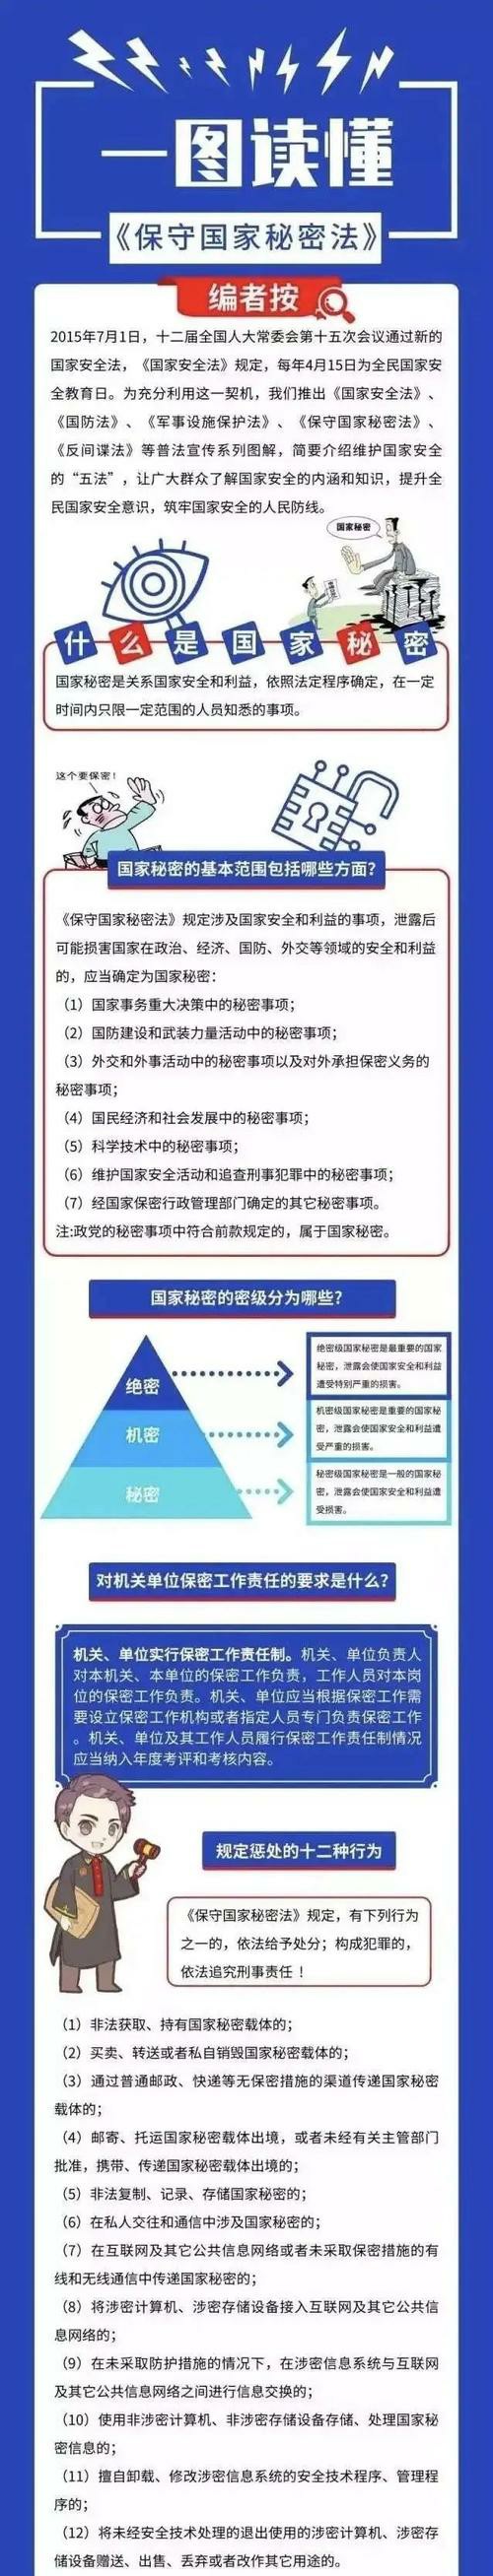 一图读懂
《保守国家秘密法》
编者按
2015年7月1日，十二届全国人大常委会第十五次会议通过新的
国家安全法，《国家安全法》规定，每年4月15日为全民国家安
全教育日。为充分利用这一契机，我们推出《国家安全法》、
《国防法》、《军事设施保护法》、《保守国家秘密法》、
《反间谍法》等普法宣传系列图解，简要介绍维护国家安全
的“五法”，让广大群众了解国家安全的内涵和知识，提升全
民国家安全意识，筑牢国家安全的人民防线。
国家秘密
什么是国家秘密
国家秘密是关系国家安全和利益，依照法定程序确定，在一定
时间内只限一定范围的人员知悉的事项。
这个要保密！
国家秘密的基本范围包括哪些方面？
《保守国家秘密法》规定涉及国家安全和利益的事项，泄露后
可能损害国家在政治、经济、国防、外交等领域的安全和利益
的，应当确定为国家秘密：
（1）国家事务重大决策中的秘密事项；
（2）国防建设和武装力量活动中的秘密事项；
（3）外交和外事活动中的秘密事项以及对外承担保密义务的
秘密事项；
（4）国民经济和社会发展中的秘密事项；
（5）科学技术中的秘密事项；
（6）维护国家安全活动和追查刑事犯罪中的秘密事项；
（7）经国家保密行政管理部门确定的其它秘密事项。
注:政党的秘密事项中符合前款规定的，属于国家秘密。
国家秘密的密级分为哪些？
绝密
绝密级国家秘密是最重要的国家
秘密，泄露会使国家安全和利益
遭受特别严重的损害。
机密
机密级国家秘密是重要的国家秘
密，泄露会使国家安全和利益遭
受严重的损害。
秘密
秘密级国家秘密是一般的国家秘
密，泄露会使国家安全和利益遭
受损害。
对机关单位保密工作责任的要求是什么？
机关、单位实行保密工作责任制。机关、单位负责人
对本机关、本单位的保密工作负责，工作人员对本岗
位的保密工作负责。机关、单位应当根据保密工作需
要设立保密工作机构或者指定人员专门负责保密工作
。机关、单位及其工作人员履行保密工作责任制情况
应当纳入年度考评和考核内容。
规定惩处的十二种行为
《保守国家秘密法》规定，有下列行为
之一的，依法给予处分；构成犯罪的，
依法追究刑事责任！
（1）非法获取、持有国家秘密载体的；
（2）买卖、转送或者私自销毁国家秘密载体的；
（3）通过普通邮政、快递等无保密措施的渠道传递国家秘密
载体的；
（4）邮寄、托运国家秘密载体出境，或者未经有关主管部门
批准，携带、传递国家秘密载体出境的；
（5）非法复制、记录、存储国家秘密的；
（6）在私人交往和通信中涉及国家秘密的；
（7）在互联网及其它公共信息网络或者未采取保密措施的有
线和无线通信中传递国家秘密的；
（8）将涉密计算机、涉密存储设备接入互联网及其它公共信
息网络的；
（9）在未采取防护措施的情况下，在涉密信息系统与互联网
及其它公共信息网络之间进行信息交换的；
（10）使用非涉密计算机、非涉密存储设备存储、处理国家秘
密信息的；
（11）擅自卸载、修改涉密信息系统的安全技术程序、管理程
序的；
（12）将未经安全技术处理的退出使用的涉密计算机、涉密存
储设备赠送、出售、丢弃或者改作其它用途的。